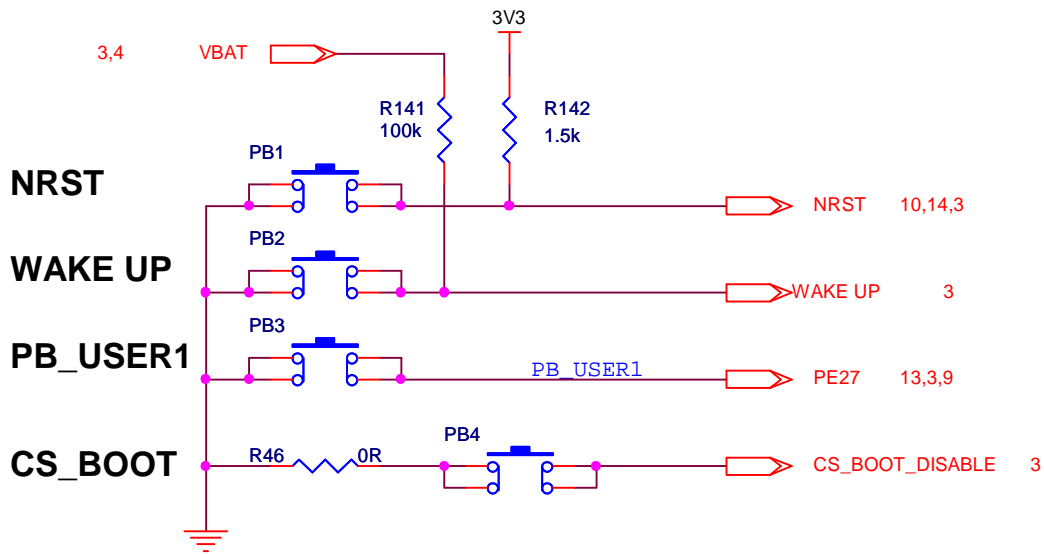 3V3
3,4 VBAT
R141 R142
100k 1.5k
PB1
NRST
NRST 10,14,3
PB2
WAKE UP
WAKE UP 3
PB3
PB_USER1
PB_USER1
PE27 13,3,9
PB4
R46 0R
CS_BOOT
CS_BOOT_DISABLE 3